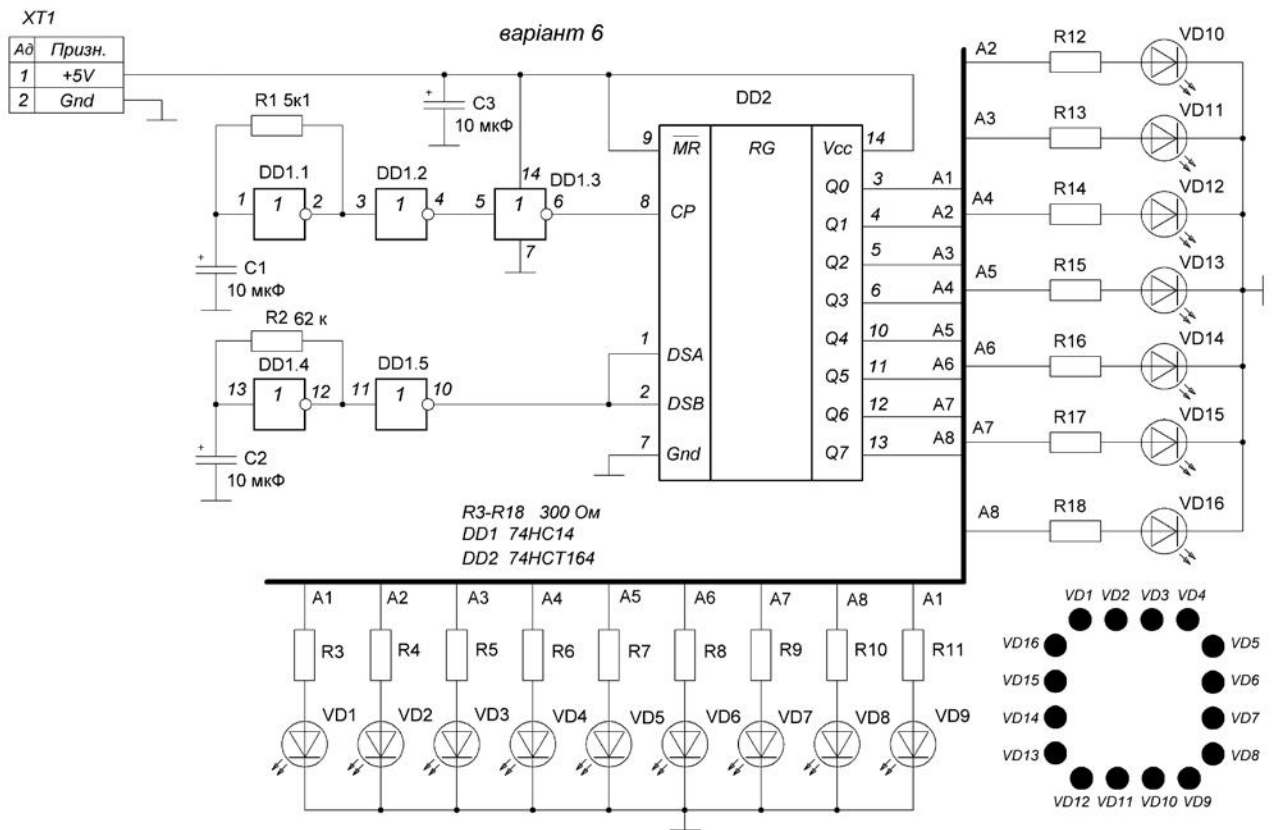 XT1
варіант 6
Ад Призн.
1 +5V
2 Gnd
R1 5к1
C3
10 мкФ
DD2
DD1.1
DD1.2
DD1.3
14
1 1 2
3 1 4
5 1 6
7
C1
10 мкФ
R2 62 к
DD1.4
DD1.5
13 1 12
11 1 10
C2
10 мкФ
9 MR RG Vcc 14
8 CP
1 DSA
2 DSB
7 Gnd
Q0 3 A1
Q1 4 A2
Q2 5 A3
Q3 6 A4
Q4 10 A5
Q5 11 A6
Q6 12 A7
Q7 13 A8
A2 R12 VD10
A3 R13 VD11
A4 R14 VD12
A5 R15 VD13
A6 R16 VD14
A7 R17 VD15
A8 R18 VD16
R3-R18 300 Ом
DD1 74HC14
DD2 74HCT164
A1 A2 A3 A4 A5 A6 A7 A8 A1
R3 R4 R5 R6 R7 R8 R9 R10 R11
VD1 VD2 VD3 VD4 VD5 VD6 VD7 VD8 VD9
VD1 VD2 VD3 VD4
VD16 VD5
VD15 VD6
VD14 VD7
VD13 VD8
VD12 VD11 VD10 VD9